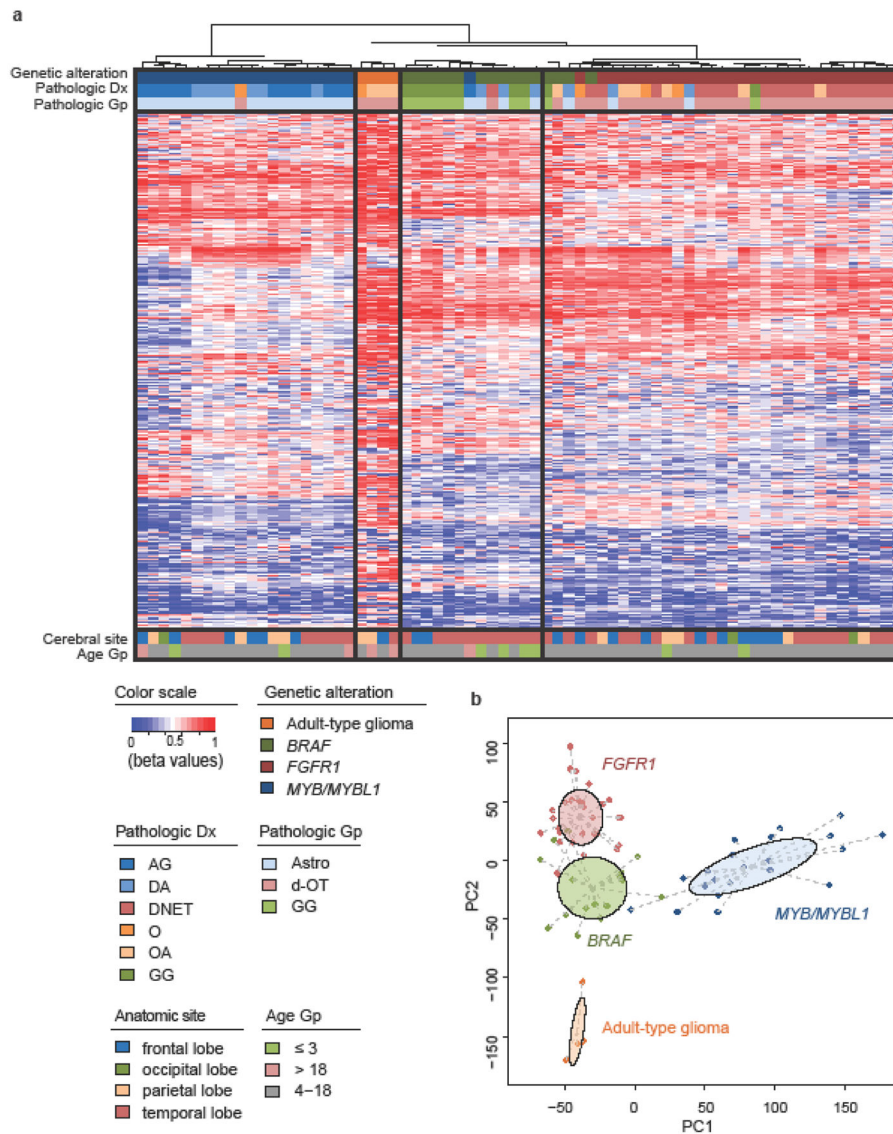 a
Genetic alteration
Pathologic Dx
Pathologic Gp
Cerebral site
Age Gp
Color scale
0 0.5 1
(beta values)
Genetic alteration
Adult-type glioma
BRAF
FGFR1
MYB/MYBL1
Pathologic Dx
AG
DA
DNET
O
OA
GG
Pathologic Gp
Astro
d-OT
GG
Anatomic site
frontal lobe
occipital lobe
parietal lobe
temporal lobe
Age Gp
≤ 3
> 18
4–18
b
100
50
0
−50
−100
−150
PC2
FGFR1
BRAF
MYB/MYBL1
Adult-type glioma
−50 0 50 100 150
PC1